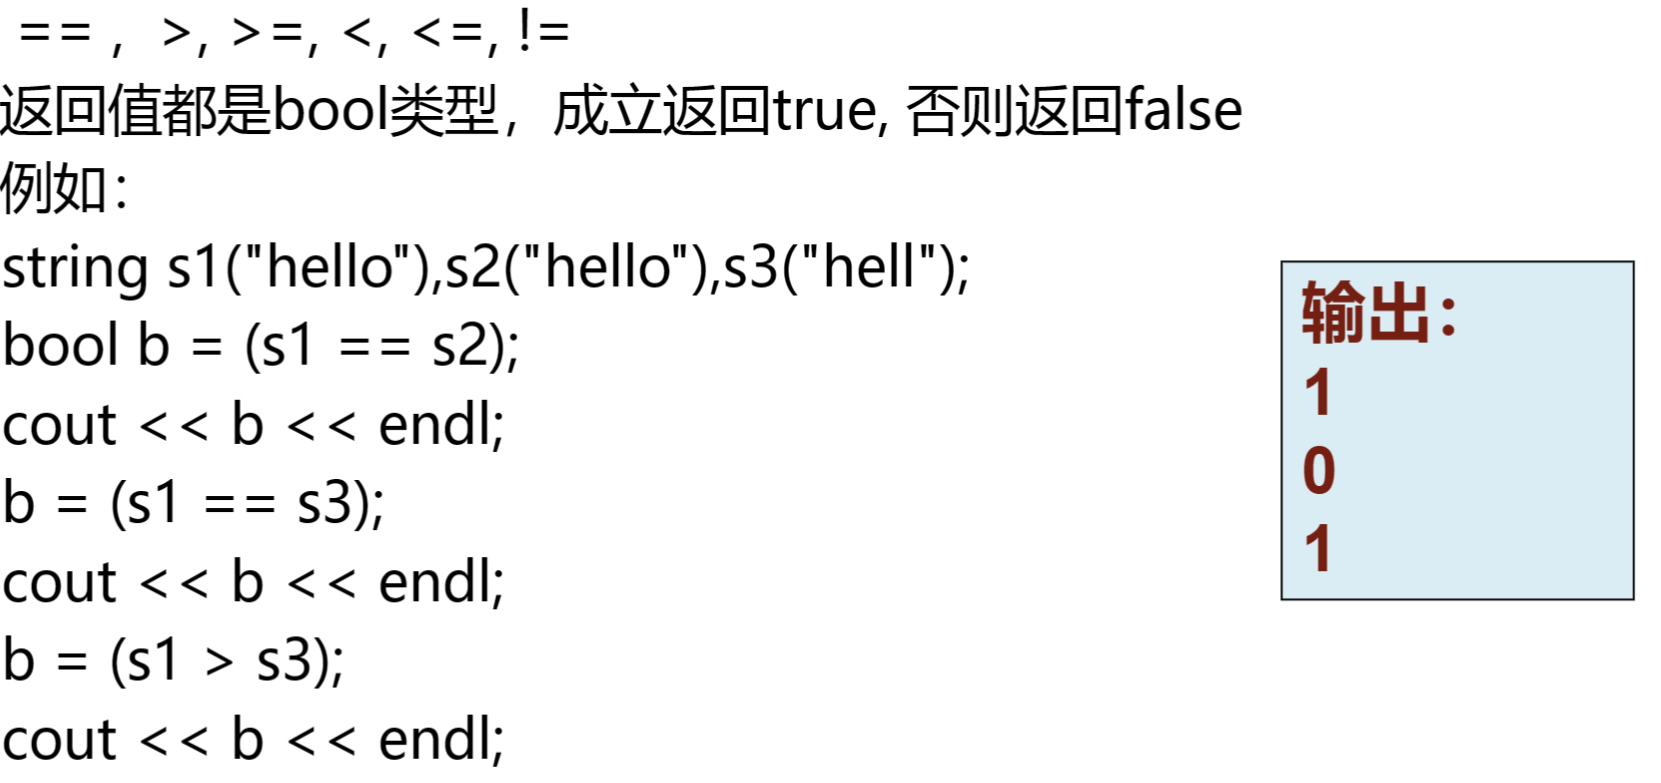 == ,  >, >=, <, <=, !=
返回值都是bool类型，成立返回true, 否则返回false
例如：
string s1("hello"),s2("hello"),s3("hell");
bool b = (s1 == s2);
cout << b << endl;
b = (s1 == s3);
cout << b << endl;
b = (s1 > s3);
cout << b << endl;
输出：
1
0
1